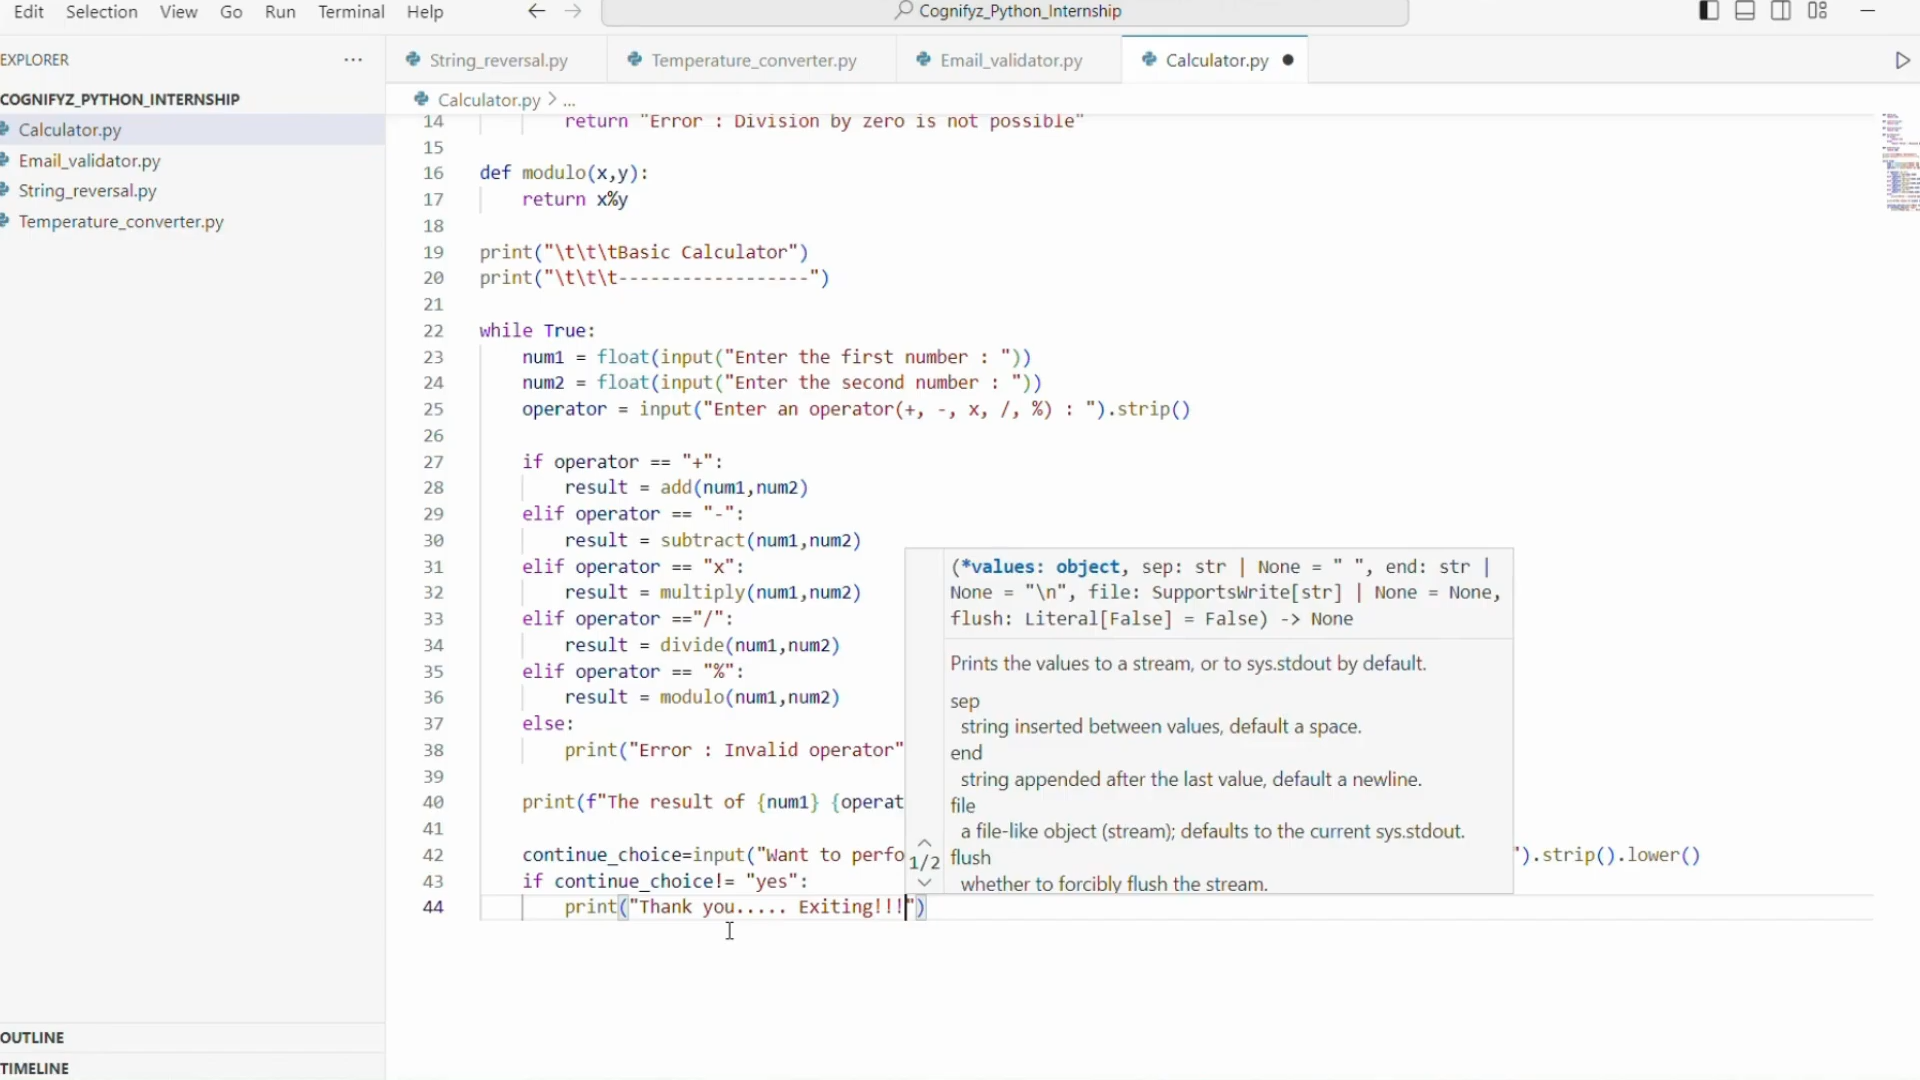 Edit Selection View Go Run Terminal Help
Cognifyz_Python_Internship
EXPLORER
String_reversal.py
Temperature_converter.py
Email_validator.py
Calculator.py
COGNIFYZ_PYTHON_INTERNSHIP
Calculator.py
Email_validator.py
String_reversal.py
Temperature_converter.py
Calculator.py > ...
14 return "Error : Division by zero is not possible"
15
16 def modulo(x,y):
17 return x%y
18
19 print("\t\t\tBasic Calculator")
20 print("\t\t\t------------------")
21
22 while True:
23 num1 = float(input("Enter the first number : "))
24 num2 = float(input("Enter the second number : "))
25 operator = input("Enter an operator(+, -, x, /, %) : ").strip()
26
27 if operator == "+":
28 result = add(num1,num2)
29 elif operator == "-":
30 result = subtract(num1,num2)
31 elif operator == "x":
32 result = multiply(num1,num2)
33 elif operator =="/":
34 result = divide(num1,num2)
35 elif operator == "%":
36 result = modulo(num1,num2)
37 else:
38 print("Error : Invalid operator"
39
40 print(f"The result of {num1} {operat
41
42 continue_choice=input("Want to perfo ").strip().lower()
43 if continue_choice!= "yes":
44 print("Thank you..... Exiting!!!")
(*values: object, sep: str | None = " ", end: str |
None = "\n", file: SupportsWrite[str] | None = None,
flush: Literal[False] = False) -> None
Prints the values to a stream, or to sys.stdout by default.
sep
string inserted between values, default a space.
end
string appended after the last value, default a newline.
file
a file-like object (stream); defaults to the current sys.stdout.
1/2
flush
whether to forcibly flush the stream.
OUTLINE
TIMELINE